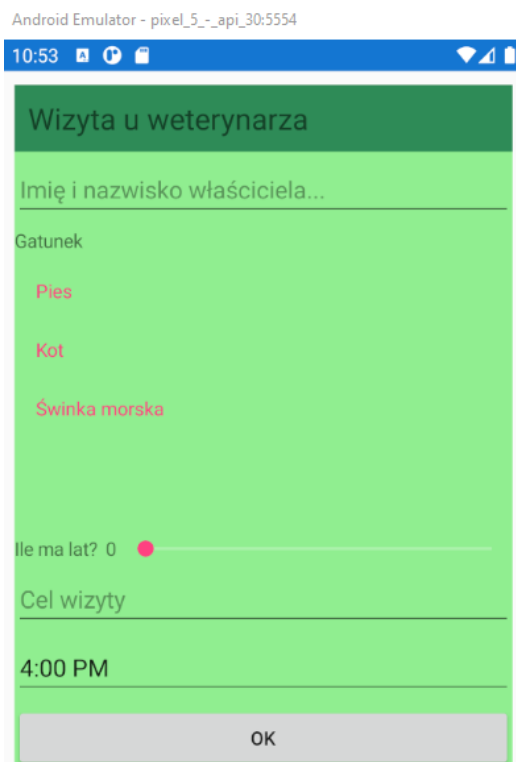 Android Emulator - pixel_5_-_api_30:5554
10:53 A
Wizyta u weterynarza
Imię i nazwisko właściciela...
Gatunek
Pies
Kot
Świnka morska
Ile ma lat? 0
Cel wizyty
4:00 PM
OK